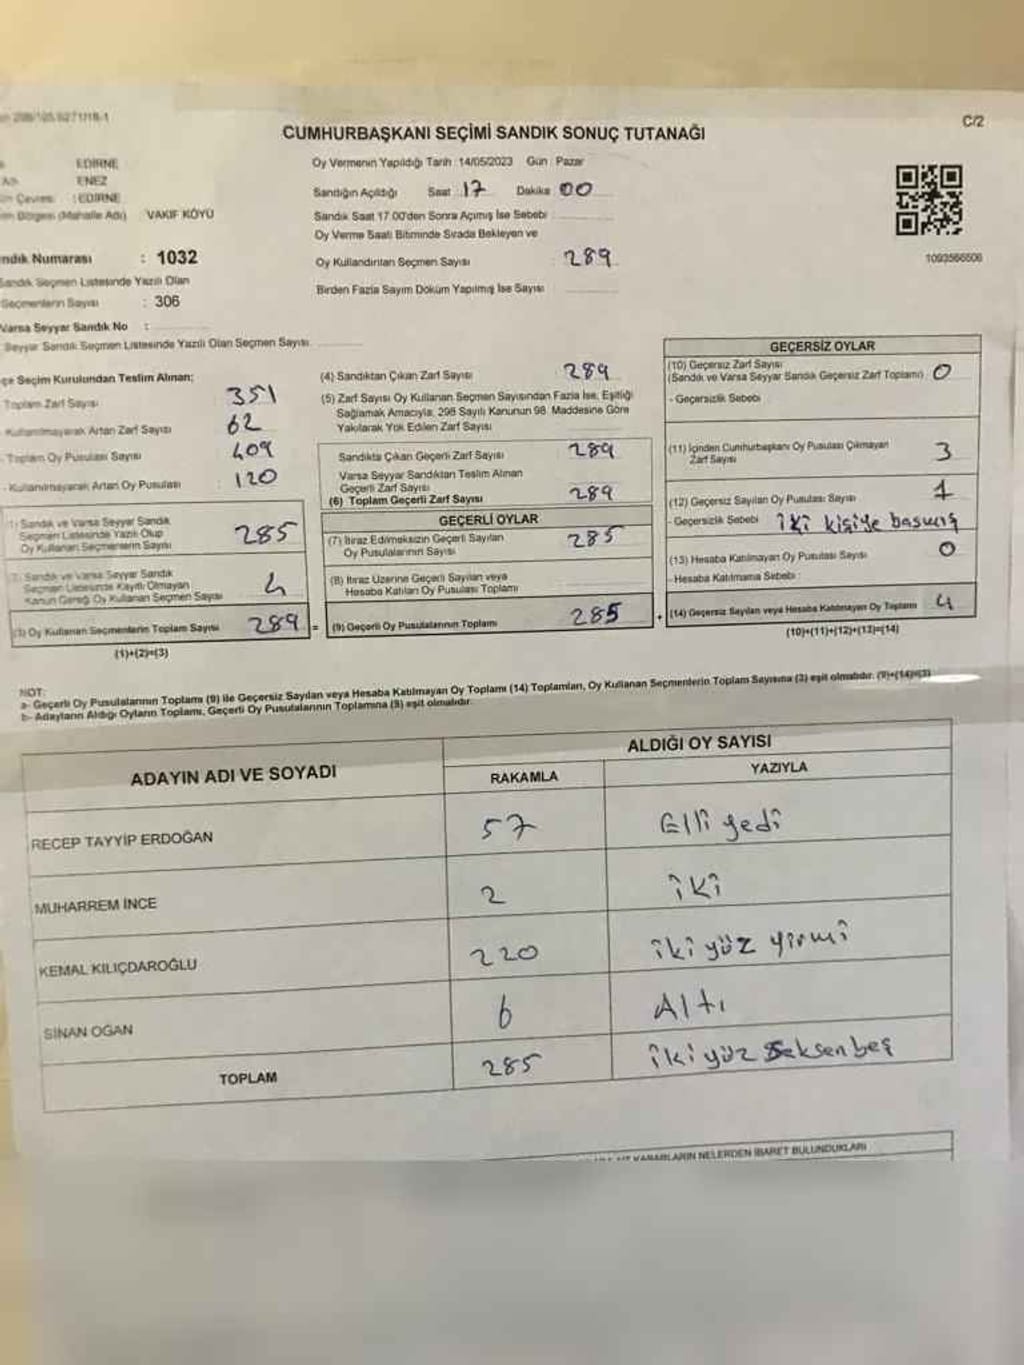 CUMHURBAŞKANI SEÇİMİ SANDIK SONUÇ TUTANAĞI
C/2
EDİRNE
ENEZ
EDİRNE
Bölgesi (Mahalle Adı) VAKIF KÖYÜ
Oy Vermenin Yapıldığı Tarih : 14/05/2023 Gün : Pazar
Sandığın Açıldığı Saat 17 Dakika 00
Sandık Saat 17.00'den Sonra Açımış İse Sebebi
Oy Verme Saati Bitiminde Sırada Bekleyen ve
Oy Kullandırılan Seçmen Sayısı : 289
Birden Fazla Sayım Döküm Yapılmış İse Sayısı
1093566506
ndık Numarası : 1032
Sandık Seçmen Listesinde Yazılı Olan
Seçmenlerin Sayısı : 306
Varsa Seyyar Sandık No :
Seyyar Sandık Seçmen Listesinde Yazılı Olan Seçmen Sayısı
çe Seçim Kurulundan Teslim Alınan:
Toplam Zarf Sayısı 351
- Kullanılmayarak Artan Zarf Sayısı 62
- Toplam Oy Pusulası Sayısı 409
- Kullanılmayarak Artan Oy Pusulası 120
(1) Sandık ve Varsa Seyyar Sandık
Seçmen Listesinde Yazılı Olup
Oy Kullanan Seçmenlerin Sayısı 285
Sandık ve Varsa Seyyar Sandık
Seçmen Listesinde Kayıtlı Olmayan
Kanun Gereği Oy Kullanan Seçmen Sayısı 4
(3) Oy Kullanan Seçmenlerin Toplam Sayısı 289 =
(1)+(2)=(3)
(4) Sandıktan Çıkan Zarf Sayısı 289
(5) Zarf Sayısı Oy Kullanan Seçmen Sayısından Fazla İse, Eşitliği
Sağlamak Amacıyla, 298 Sayılı Kanunun 98. Maddesine Göre
Yakılarak Yok Edilen Zarf Sayısı
Sandıkta Çıkan Geçerli Zarf Sayısı 289
Varsa Seyyar Sandıktan Teslim Alınan
Geçerli Zarf Sayısı
(6) Toplam Geçerli Zarf Sayısı 289
GEÇERLİ OYLAR
(7) İtiraz Edilmeksizin Geçerli Sayılan
Oy Pusulalarının Sayısı 285
(8) İtiraz Üzerine Geçerli Sayılan veya
Hesaba Katılan Oy Pusulası Toplamı
(9) Geçerli Oy Pusulalarının Toplamı 285 +
GEÇERSİZ OYLAR
(10) Geçersiz Zarf Sayısı
(Sandık ve Varsa Seyyar Sandık Geçersiz Zarf Toplamı) 0
- Geçersizlik Sebebi
(11) İçinden Cumhurbaşkanı Oy Pusulası Çıkmayan
Zarf Sayısı 3
(12) Geçersiz Sayılan Oy Pusulası Sayısı 1
- Geçersizlik Sebebi iki kişiye basmış
(13) Hesaba Katılmayan Oy Pusulası Sayısı 0
- Hesaba Katılmama Sebebi :
(14) Geçersiz Sayılan veya Hesaba Katılmayan Oy Toplamı 4
(10)+(11)+(12)+(13)=(14)
NOT:
a- Geçerli Oy Pusulalarının Toplamı (9) ile Geçersiz Sayılan veya Hesaba Katılmayan Oy Toplamı (14) Toplamları, Oy Kullanan Seçmenlerin Toplam Sayısına (3) eşit olmalıdır. (9)+(14)=(3)
b- Adayların Aldığı Oyların Toplamı, Geçerli Oy Pusulalarının Toplamına (9) eşit olmalıdır.
ADAYIN ADI VE SOYADI
ALDIĞI OY SAYISI
RAKAMLA YAZIYLA
RECEP TAYYİP ERDOĞAN 57 Elli yedi
MUHARREM İNCE 2 iki
KEMAL KILIÇDAROĞLU 220 iki yüz yirmi
SİNAN OĞAN 6 Altı
TOPLAM 285 iki yüz seksen beş
KARARLARIN NELERDEN İBARET BULUNDUKLARI